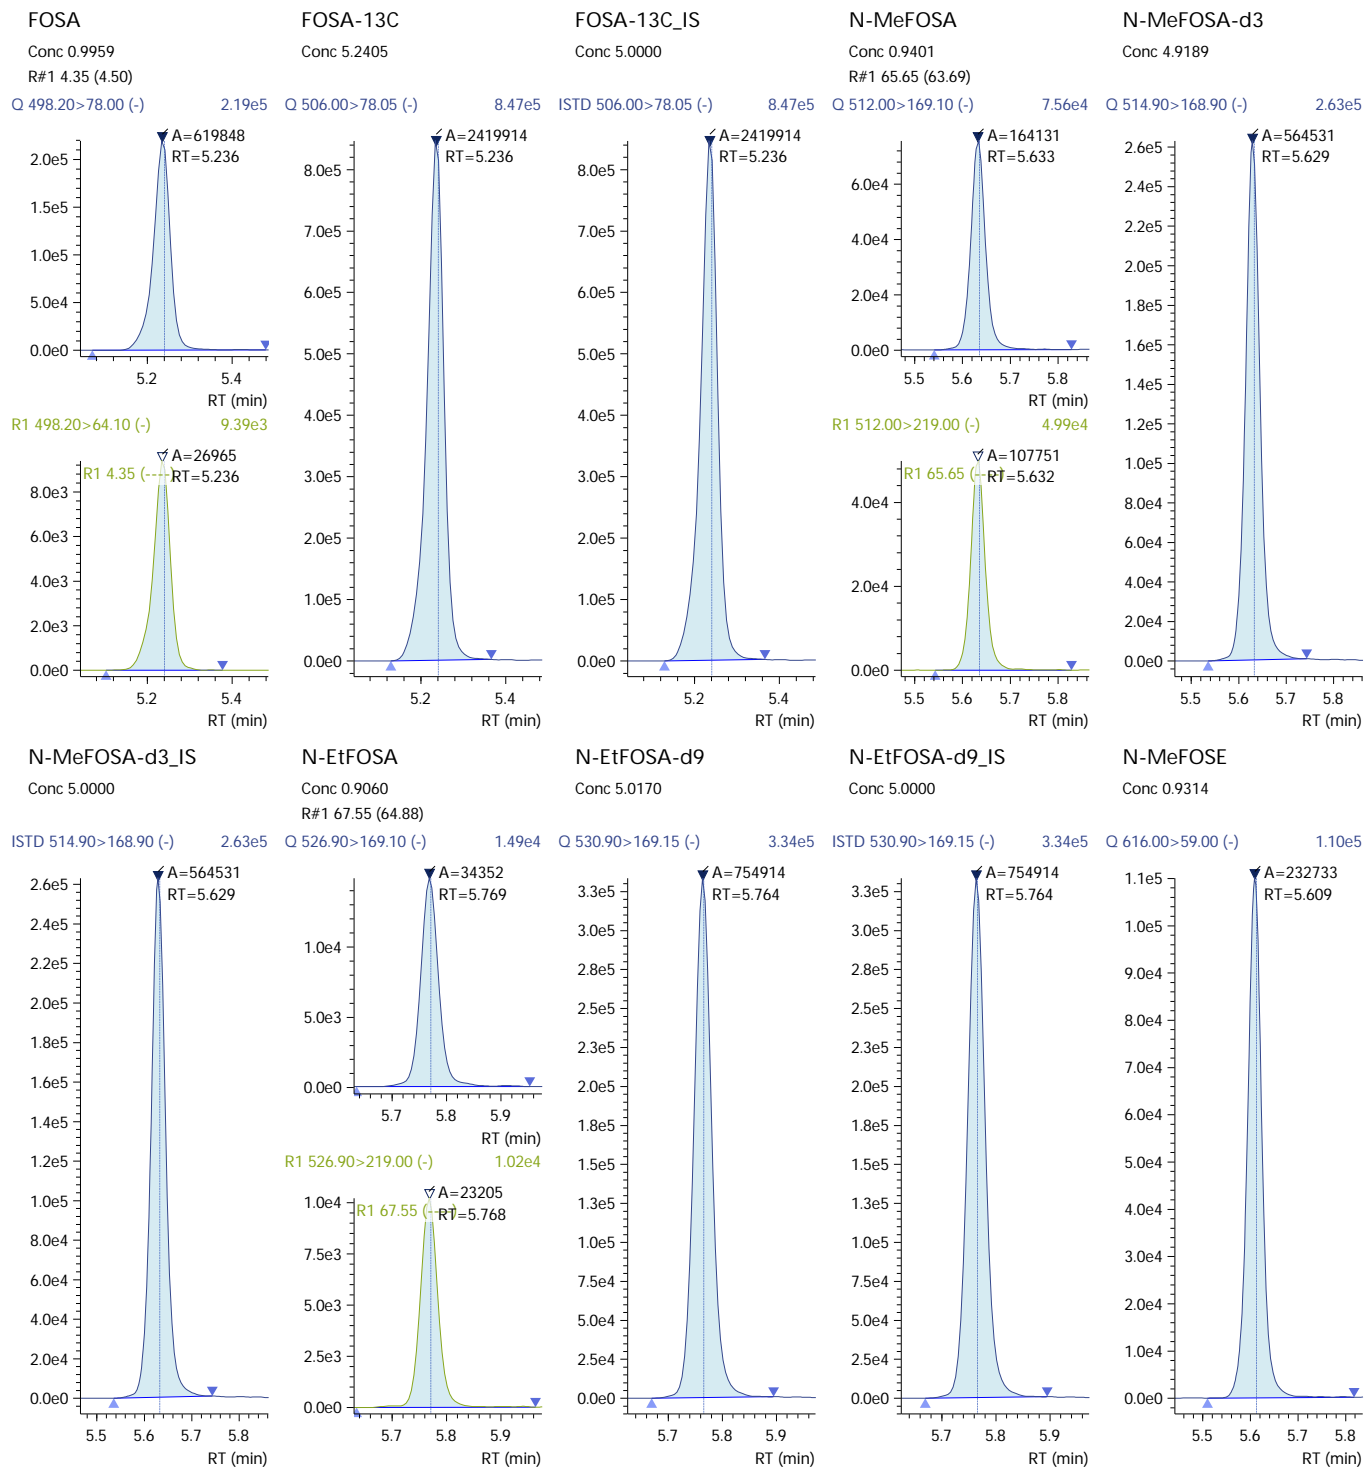 FOSA
Conc 0.9959
R#1 4.35 (4.50)
Q 498.20>78.00 (-) 2.19e5
A=619848
RT=5.236
2.0e5
1.5e5
1.0e5
5.0e4
0.0e0
5.2 5.4
RT (min)
R1 498.20>64.10 (-) 9.39e3
A=26965
R1 4.35 (----)
RT=5.236
8.0e3
6.0e3
4.0e3
2.0e3
0.0e0
5.2 5.4
RT (min)
FOSA-13C
Conc 5.2405
Q 506.00>78.05 (-) 8.47e5
A=2419914
RT=5.236
8.0e5
7.0e5
6.0e5
5.0e5
4.0e5
3.0e5
2.0e5
1.0e5
0.0e0
5.2 5.4
RT (min)
FOSA-13C_IS
Conc 5.0000
ISTD 506.00>78.05 (-) 8.47e5
A=2419914
RT=5.236
8.0e5
7.0e5
6.0e5
5.0e5
4.0e5
3.0e5
2.0e5
1.0e5
0.0e0
5.2 5.4
RT (min)
N-MeFOSA
Conc 0.9401
R#1 65.65 (63.69)
Q 512.00>169.10 (-) 7.56e4
A=164131
RT=5.633
6.0e4
4.0e4
2.0e4
0.0e0
5.5 5.6 5.7 5.8
RT (min)
R1 512.00>219.00 (-) 4.99e4
A=107751
R1 65.65 (----)
RT=5.632
4.0e4
2.0e4
0.0e0
5.5 5.6 5.7 5.8
RT (min)
N-MeFOSA-d3
Conc 4.9189
Q 514.90>168.90 (-) 2.63e5
A=564531
RT=5.629
2.6e5
2.4e5
2.2e5
2.0e5
1.8e5
1.6e5
1.4e5
1.2e5
1.0e5
8.0e4
6.0e4
4.0e4
2.0e4
0.0e0
5.5 5.6 5.7 5.8
RT (min)
N-MeFOSA-d3_IS
Conc 5.0000
ISTD 514.90>168.90 (-) 2.63e5
A=564531
RT=5.629
2.6e5
2.4e5
2.2e5
2.0e5
1.8e5
1.6e5
1.4e5
1.2e5
1.0e5
8.0e4
6.0e4
4.0e4
2.0e4
0.0e0
5.5 5.6 5.7 5.8
RT (min)
N-EtFOSA
Conc 0.9060
R#1 67.55 (64.88)
Q 526.90>169.10 (-) 1.49e4
A=34352
RT=5.769
1.0e4
5.0e3
0.0e0
5.7 5.8 5.9
RT (min)
R1 526.90>219.00 (-) 1.02e4
A=23205
R1 67.55 (----)
RT=5.768
1.0e4
7.5e3
5.0e3
2.5e3
0.0e0
5.7 5.8 5.9
RT (min)
N-EtFOSA-d9
Conc 5.0170
Q 530.90>169.15 (-) 3.34e5
A=754914
RT=5.764
3.3e5
3.0e5
2.8e5
2.5e5
2.3e5
2.0e5
1.8e5
1.5e5
1.3e5
1.0e5
7.5e4
5.0e4
2.5e4
0.0e0
5.7 5.8 5.9
RT (min)
N-EtFOSA-d9_IS
Conc 5.0000
ISTD 530.90>169.15 (-) 3.34e5
A=754914
RT=5.764
3.3e5
3.0e5
2.8e5
2.5e5
2.3e5
2.0e5
1.8e5
1.5e5
1.3e5
1.0e5
7.5e4
5.0e4
2.5e4
0.0e0
5.7 5.8 5.9
RT (min)
N-MeFOSE
Conc 0.9314
Q 616.00>59.00 (-) 1.10e5
A=232733
RT=5.609
1.1e5
1.0e5
9.0e4
8.0e4
7.0e4
6.0e4
5.0e4
4.0e4
3.0e4
2.0e4
1.0e4
0.0e0
5.5 5.6 5.7 5.8
RT (min)